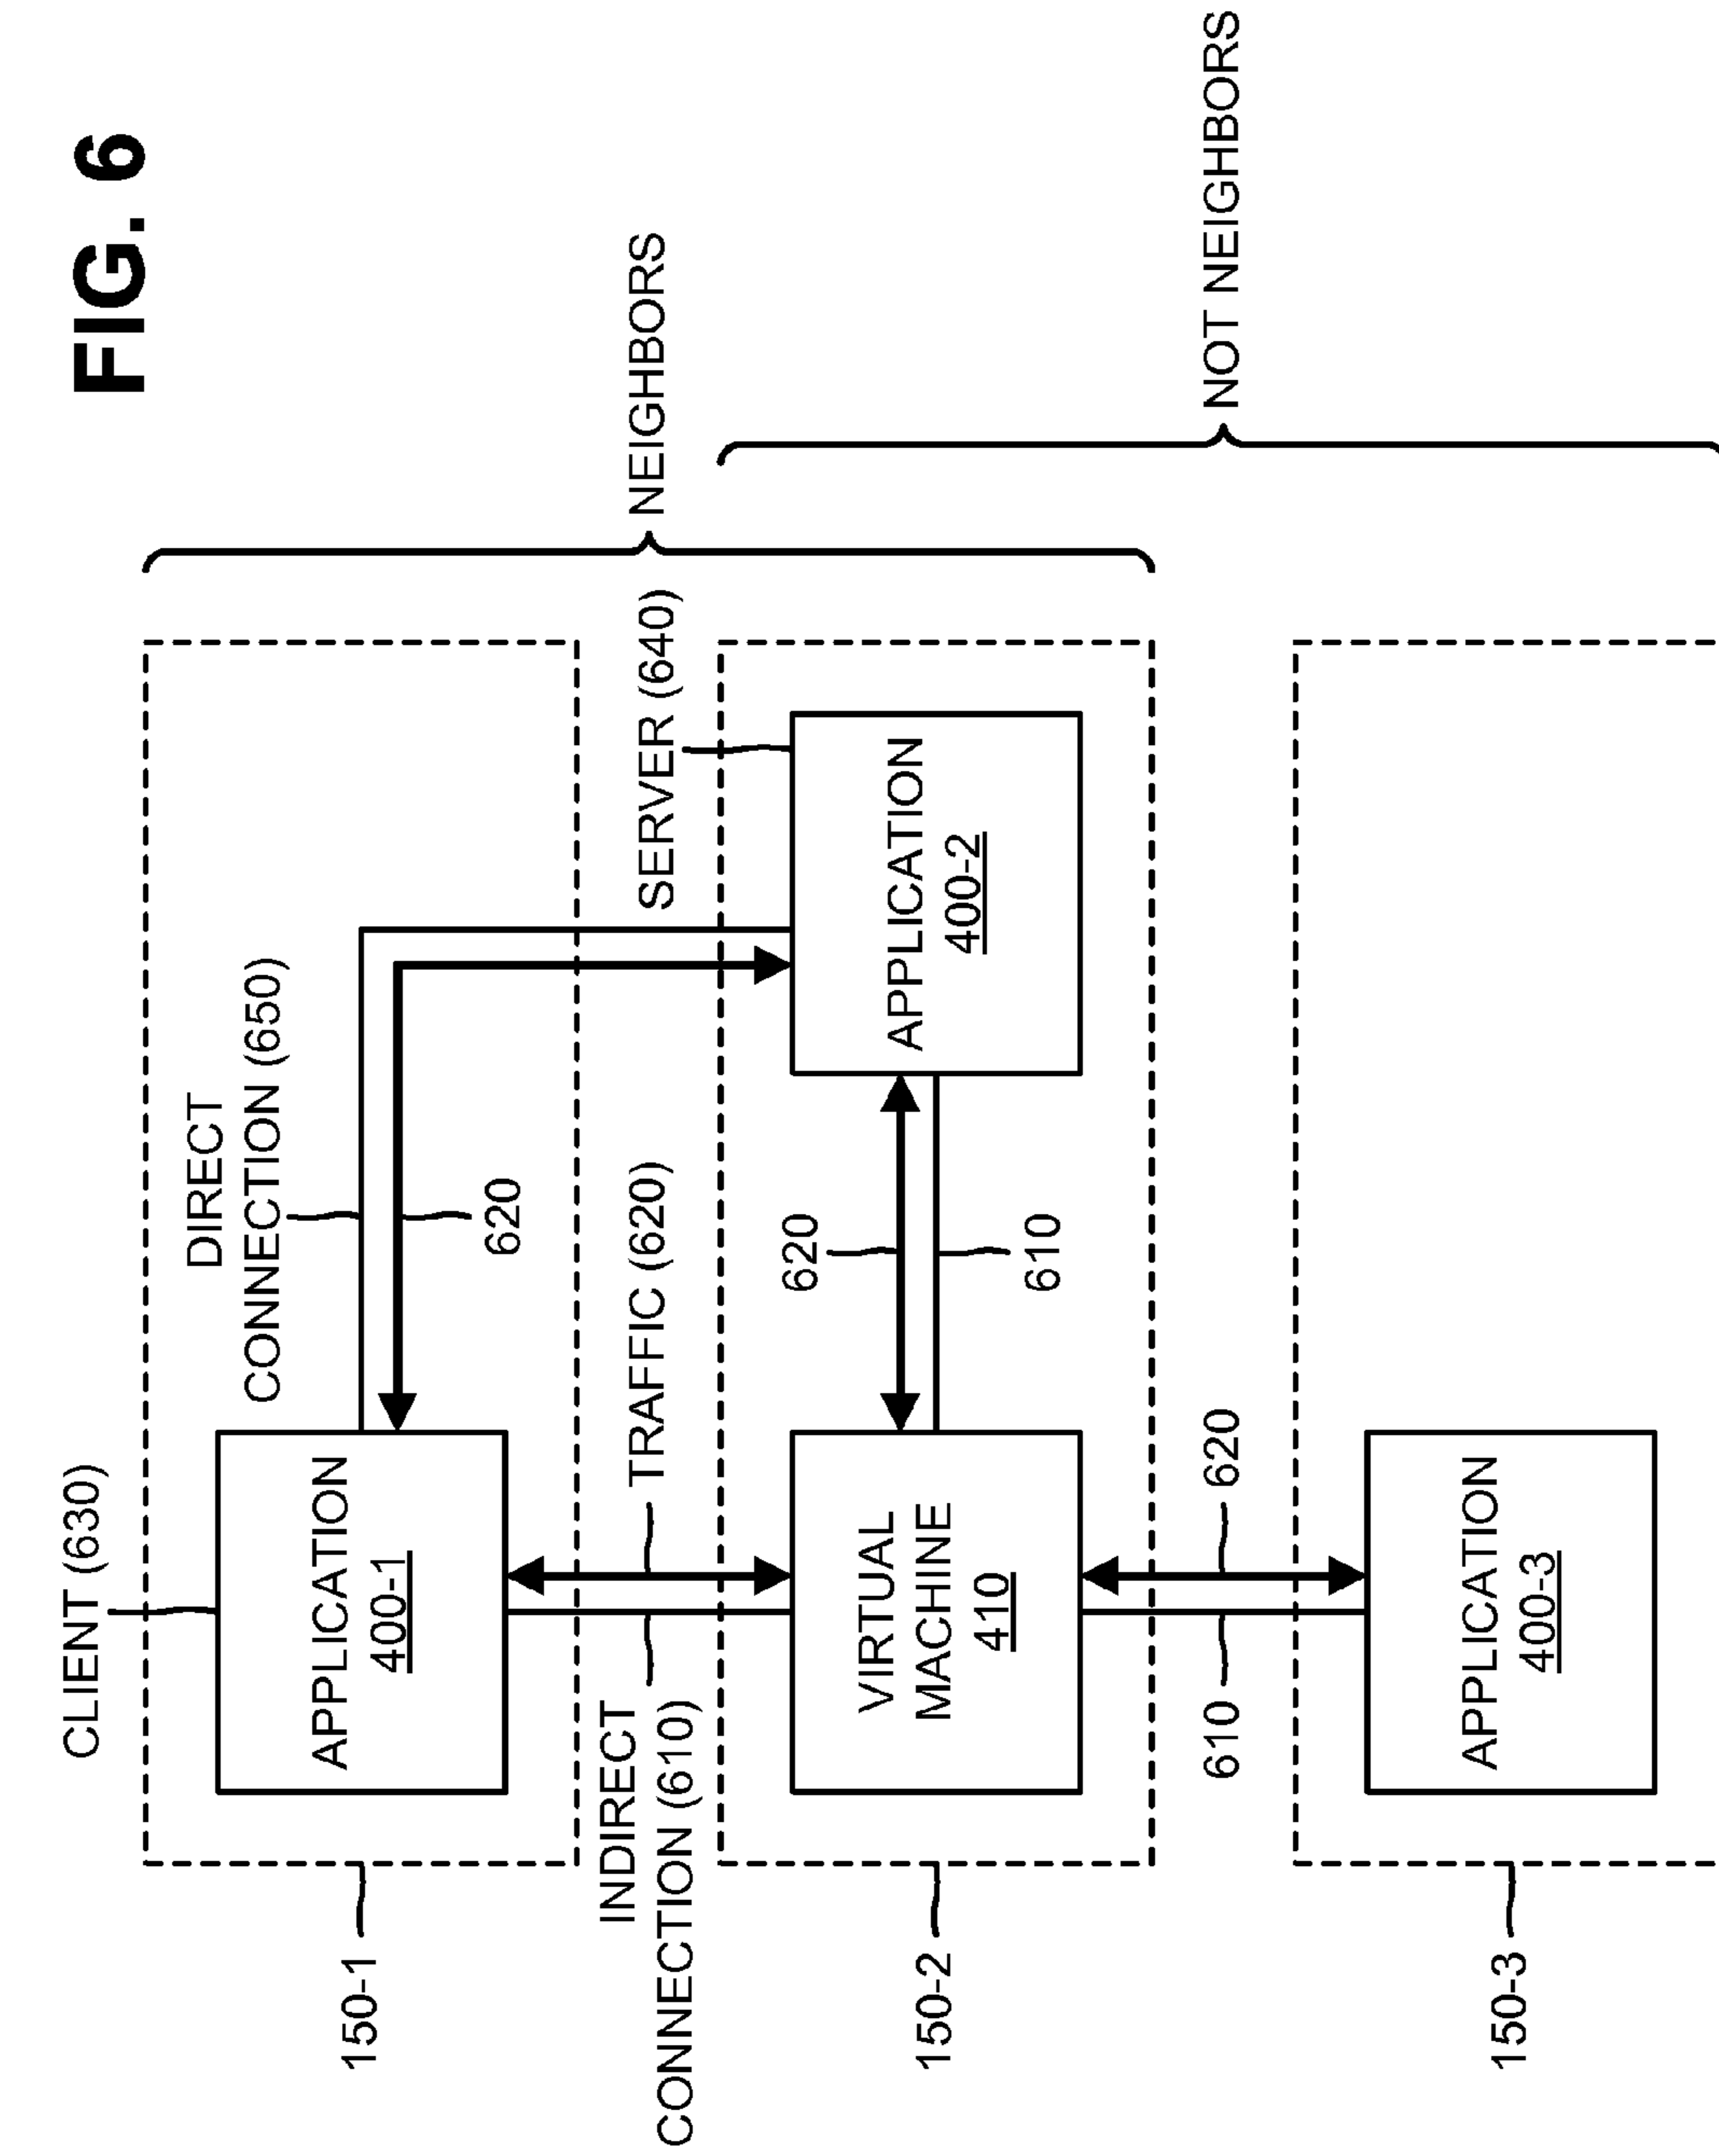 FIG. 6
CLIENT (630)
APPLICATION
400-1
DIRECT
CONNECTION (650)
620
150-1
NEIGHBORS
INDIRECT
CONNECTION (610)
TRAFFIC (620)
SERVER (640)
VIRTUAL
MACHINE
410
620
610
APPLICATION
400-2
150-2
NOT NEIGHBORS
610
620
APPLICATION
400-3
150-3